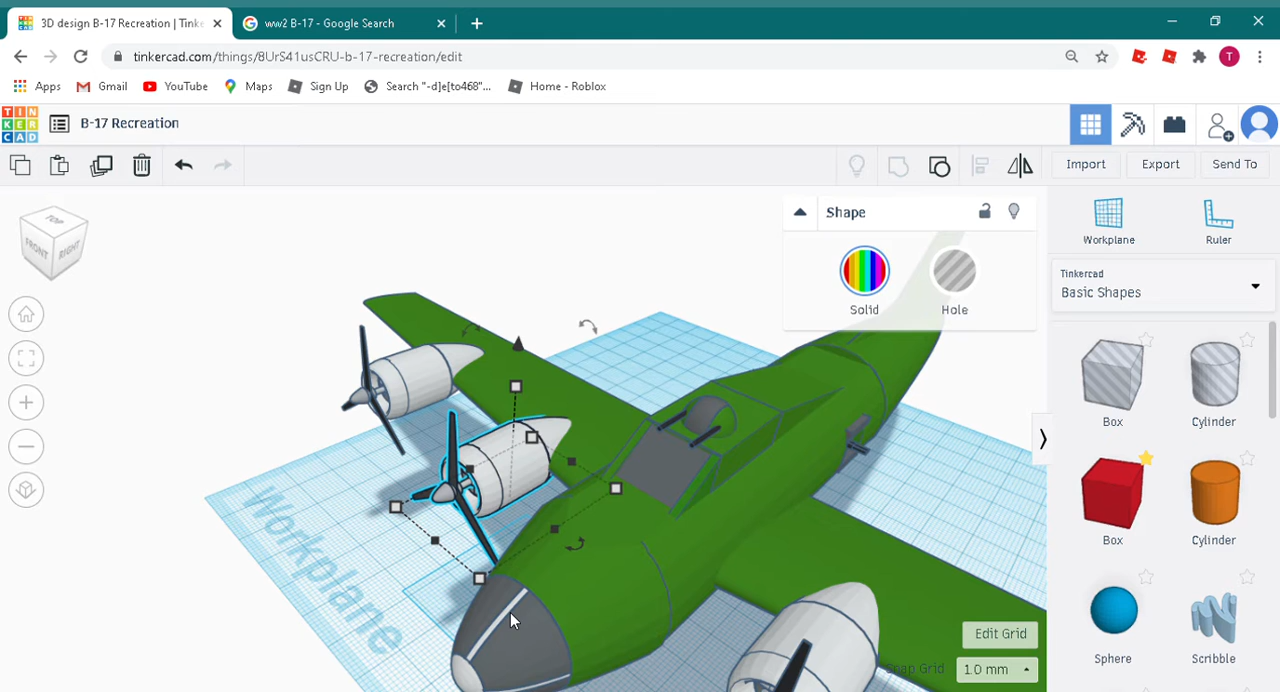 3D design B-17 Recreation | Tink
ww2 B-17 - Google Search
tinkercad.com/things/8UrS41usCRU-b-17-recreation/edit
T
Apps
Gmail
YouTube
Maps
Sign Up
Search "-d]e[to468"...
Home - Roblox
TIN
KER
CAD
B-17 Recreation
Import
Export
Send To
TOP
FRONT
RIGHT
Shape
Solid
Hole
Workplane
Ruler
Tinkercad
Basic Shapes
Box
Cylinder
Box
Cylinder
Sphere
Scribble
Workplane
Edit Grid
Snap Grid
1.0 mm